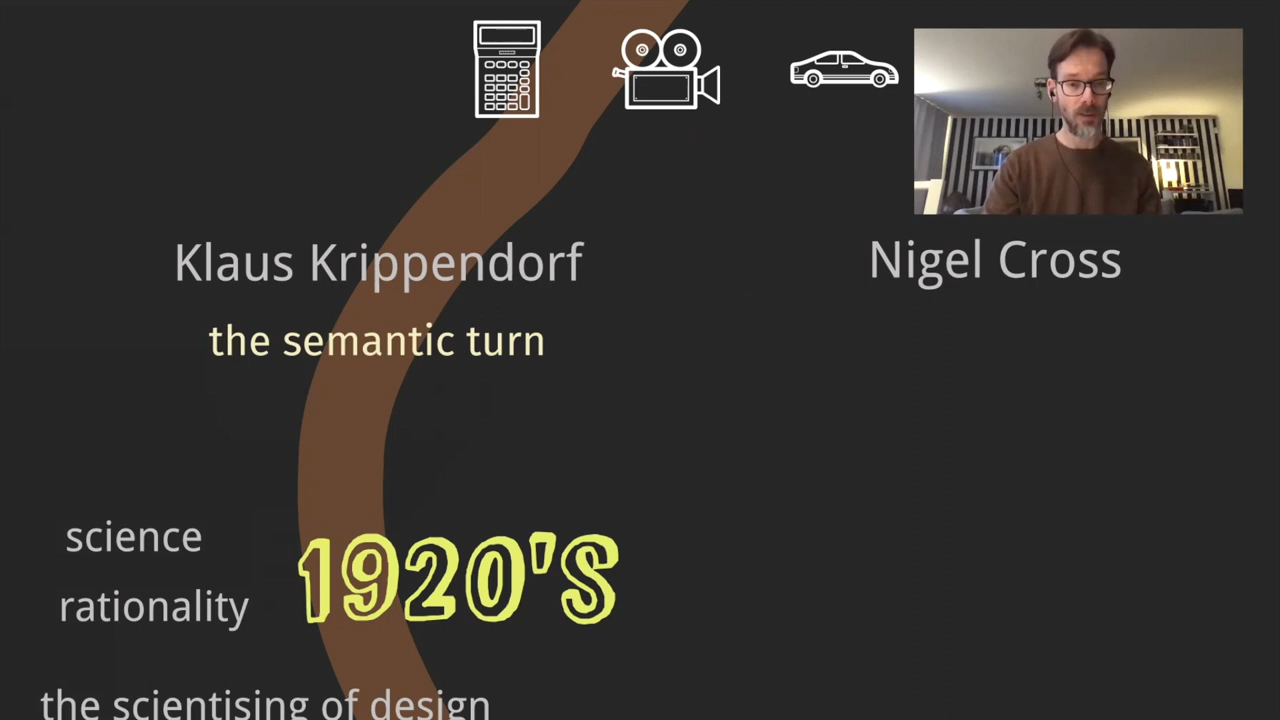 Klaus Krippendorf
Nigel Cross
the semantic turn
science
1920'S
rationality
the scientising of design